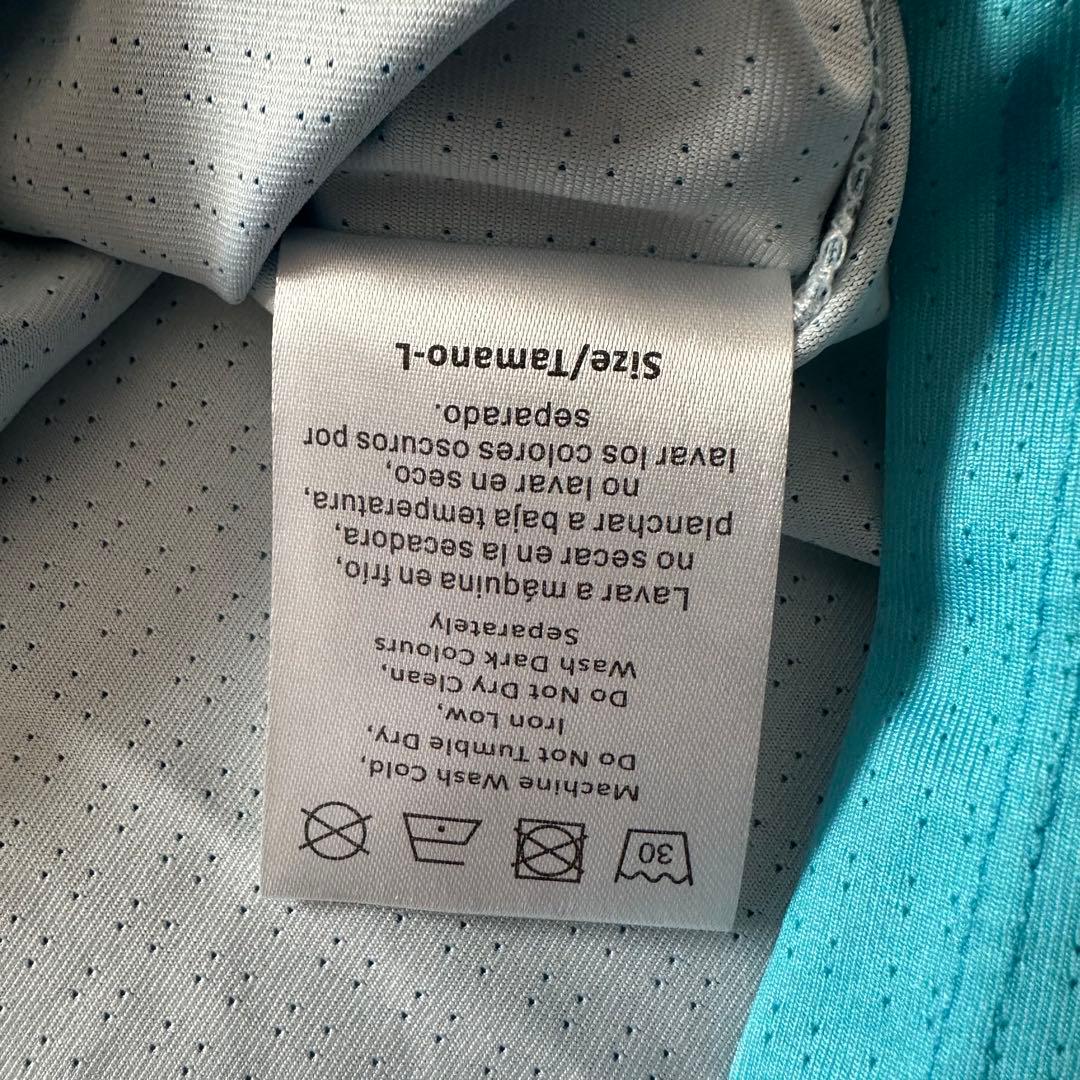 30
Machine Wash Cold,
Do Not Tumble Dry,
Iron Low,
Do Not Dry Clean,
Wash Dark Colours
Separately
Lavar a máquina en frío,
no secar en la secadora,
planchar a baja temperatura,
no lavar en seco,
lavar los colores oscuros por
separado.
Size/Tamano-L